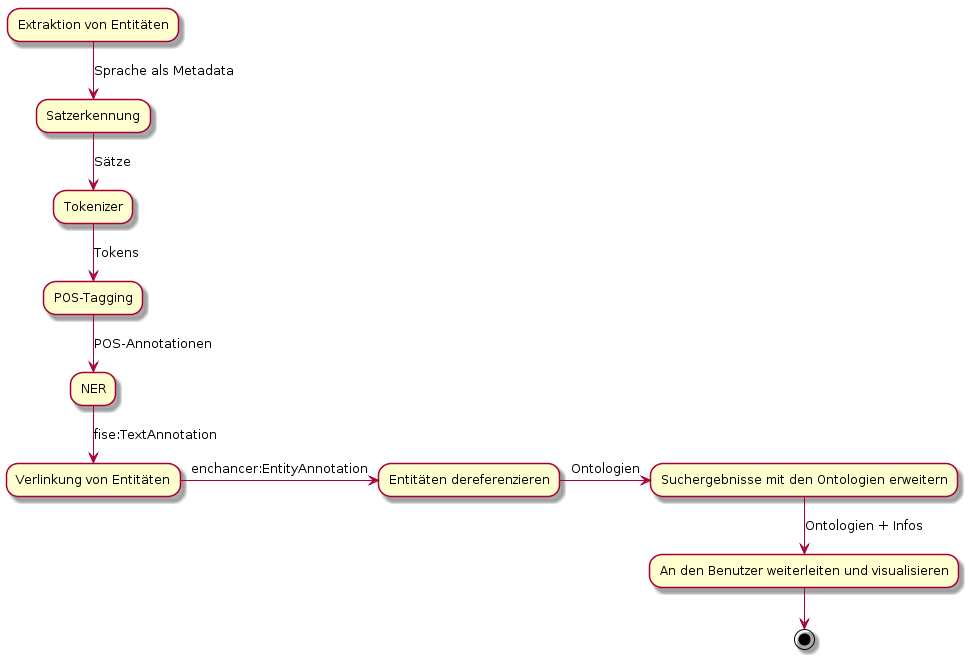 Extraktion von Entitäten
Sprache als Metadata
Satzerkennung
Sätze
Tokenizer
Tokens
POS-Tagging
POS-Annotationen
NER
fise:TextAnnotation
Verlinkung von Entitäten
enchancer:EntityAnnotation
Entitäten dereferenzieren
Ontologien
Suchergebnisse mit den Ontologien erweitern
Ontologien + Infos
An den Benutzer weiterleiten und visualisieren